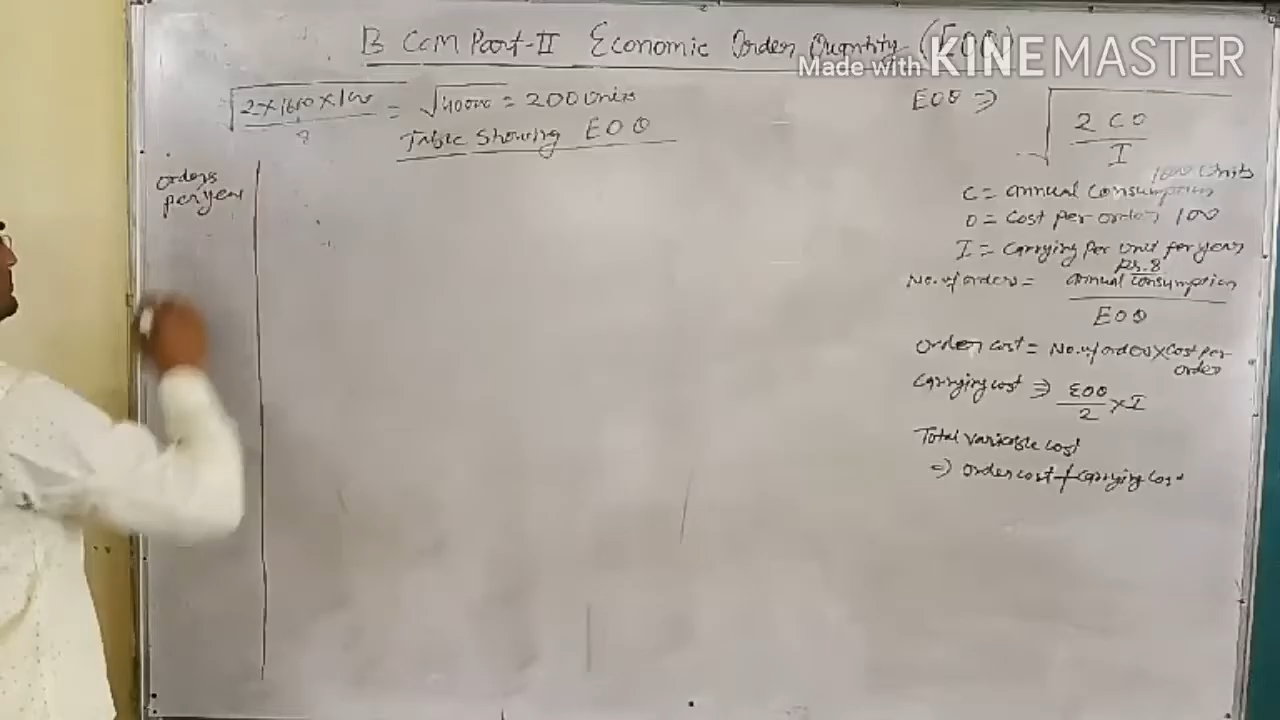 B Com Part-II Economic Order Quantity (EOQ)
Made with KINEMASTER
√2×1600×100/8 = √40000 = 200 Units
Table Showing EOQ
Orders
per year
EOQ ⇒ √2CO/I
1600 Units
C = Annual Consumption
O = Cost per order 100
I = Carrying Per Unit per year
Rs. 8
No. of orders = Annual Consumption/EOQ
Order cost = No. of orders × Cost per
order
Carrying cost ⇒ EOQ/2 × I
Total variable cost
⇒ order cost + Carrying cost